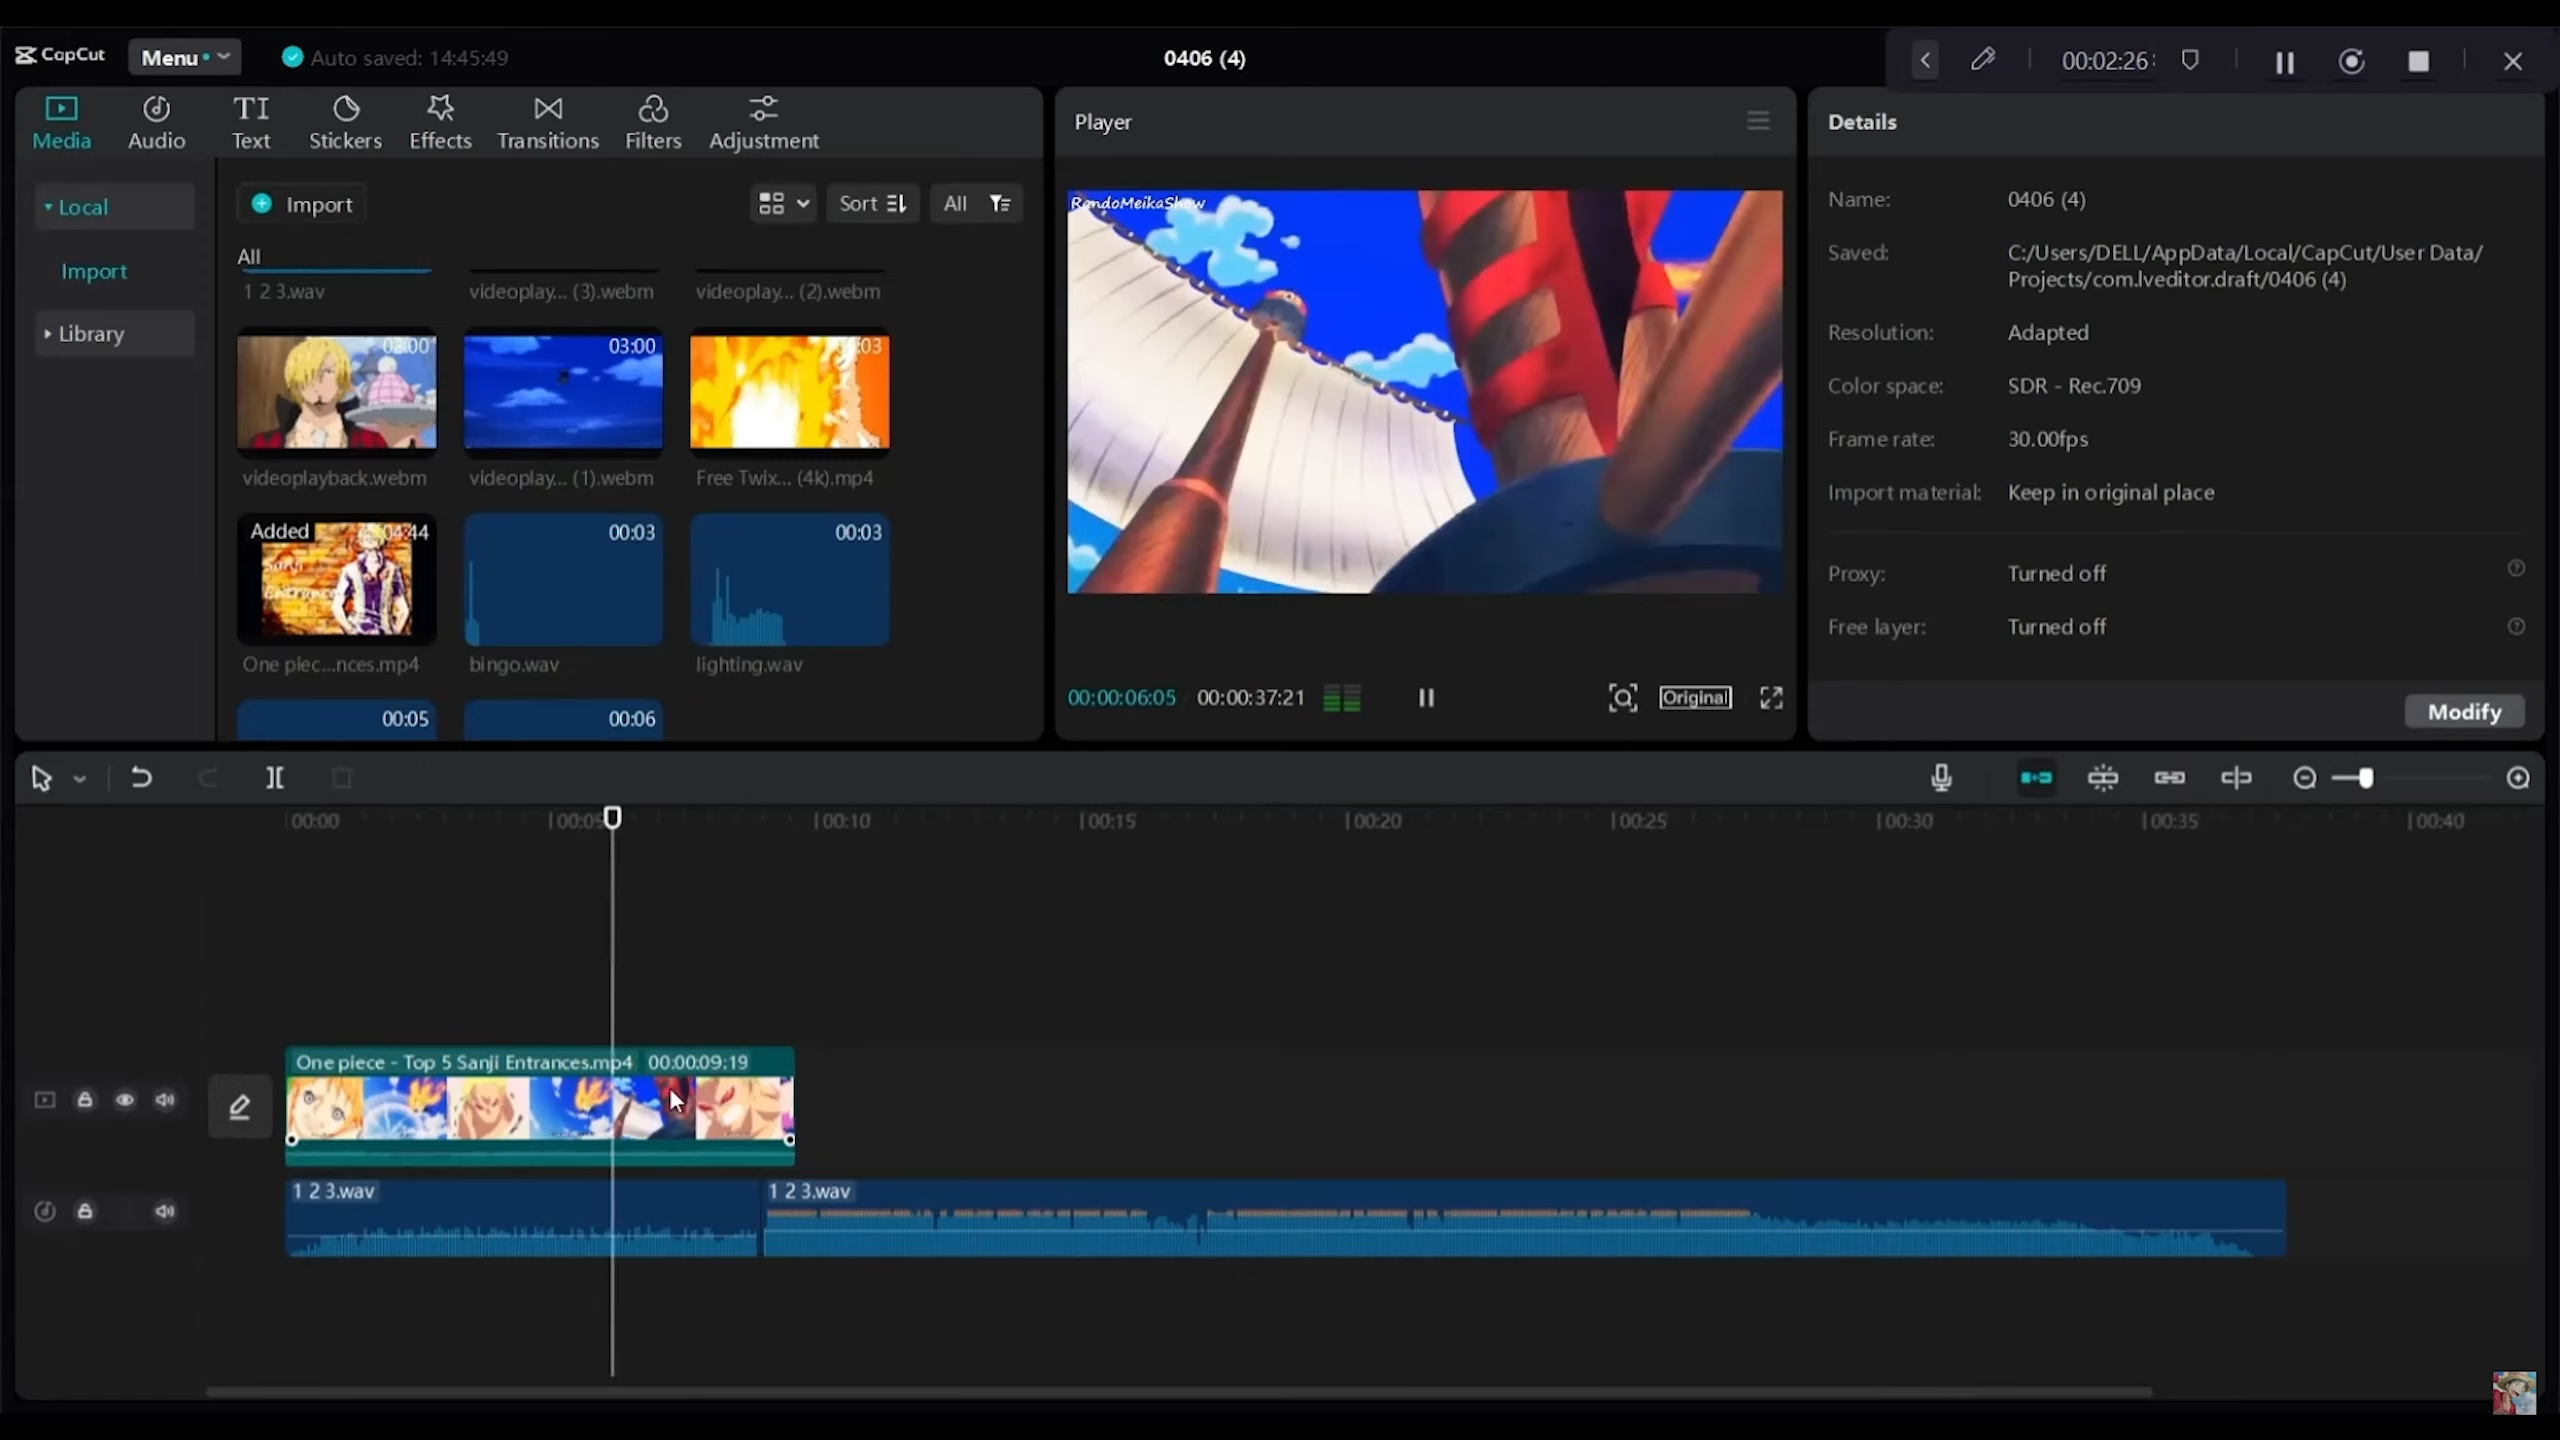 CapCut
Menu
Auto saved: 14:45:49
0406 (4)
00:02:26
Media
Audio
TI
Text
Stickers
Effects
Transitions
Filters
Adjustment
Local
Import
Library
Import
Sort
All
All
1 2 3.wav
videoplay... (3).webm
videoplay... (2).webm
02:00
03:00
:03
videoplayback.webm
videoplay... (1).webm
Free Twix... (4k).mp4
Added
04:44
Sanji
Entrance
00:03
00:03
One piec...nces.mp4
bingo.wav
lighting.wav
00:05
00:06
Player
RandoMeikaShow
00:00:06:05
00:00:37:21
Original
Details
Name:
0406 (4)
Saved:
C:/Users/DELL/AppData/Local/CapCut/User Data/
Projects/com.lveditor.draft/0406 (4)
Resolution:
Adapted
Color space:
SDR - Rec.709
Frame rate:
30.00fps
Import material:
Keep in original place
Proxy:
Turned off
Free layer:
Turned off
Modify
00:00
00:05
00:10
00:15
00:20
00:25
00:30
00:35
00:40
One piece - Top 5 Sanji Entrances.mp4 00:00:09:19
1 2 3.wav
1 2 3.wav